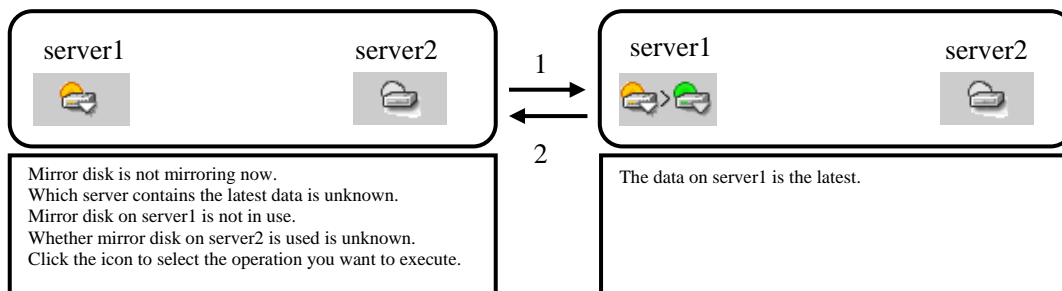 server1
server2
1
server1
server2
2
Mirror disk is not mirroring now.
Which server contains the latest data is unknown.
Mirror disk on server1 is not in use.
Whether mirror disk on server2 is used is unknown.
Click the icon to select the operation you want to execute.
The data on server1 is the latest.